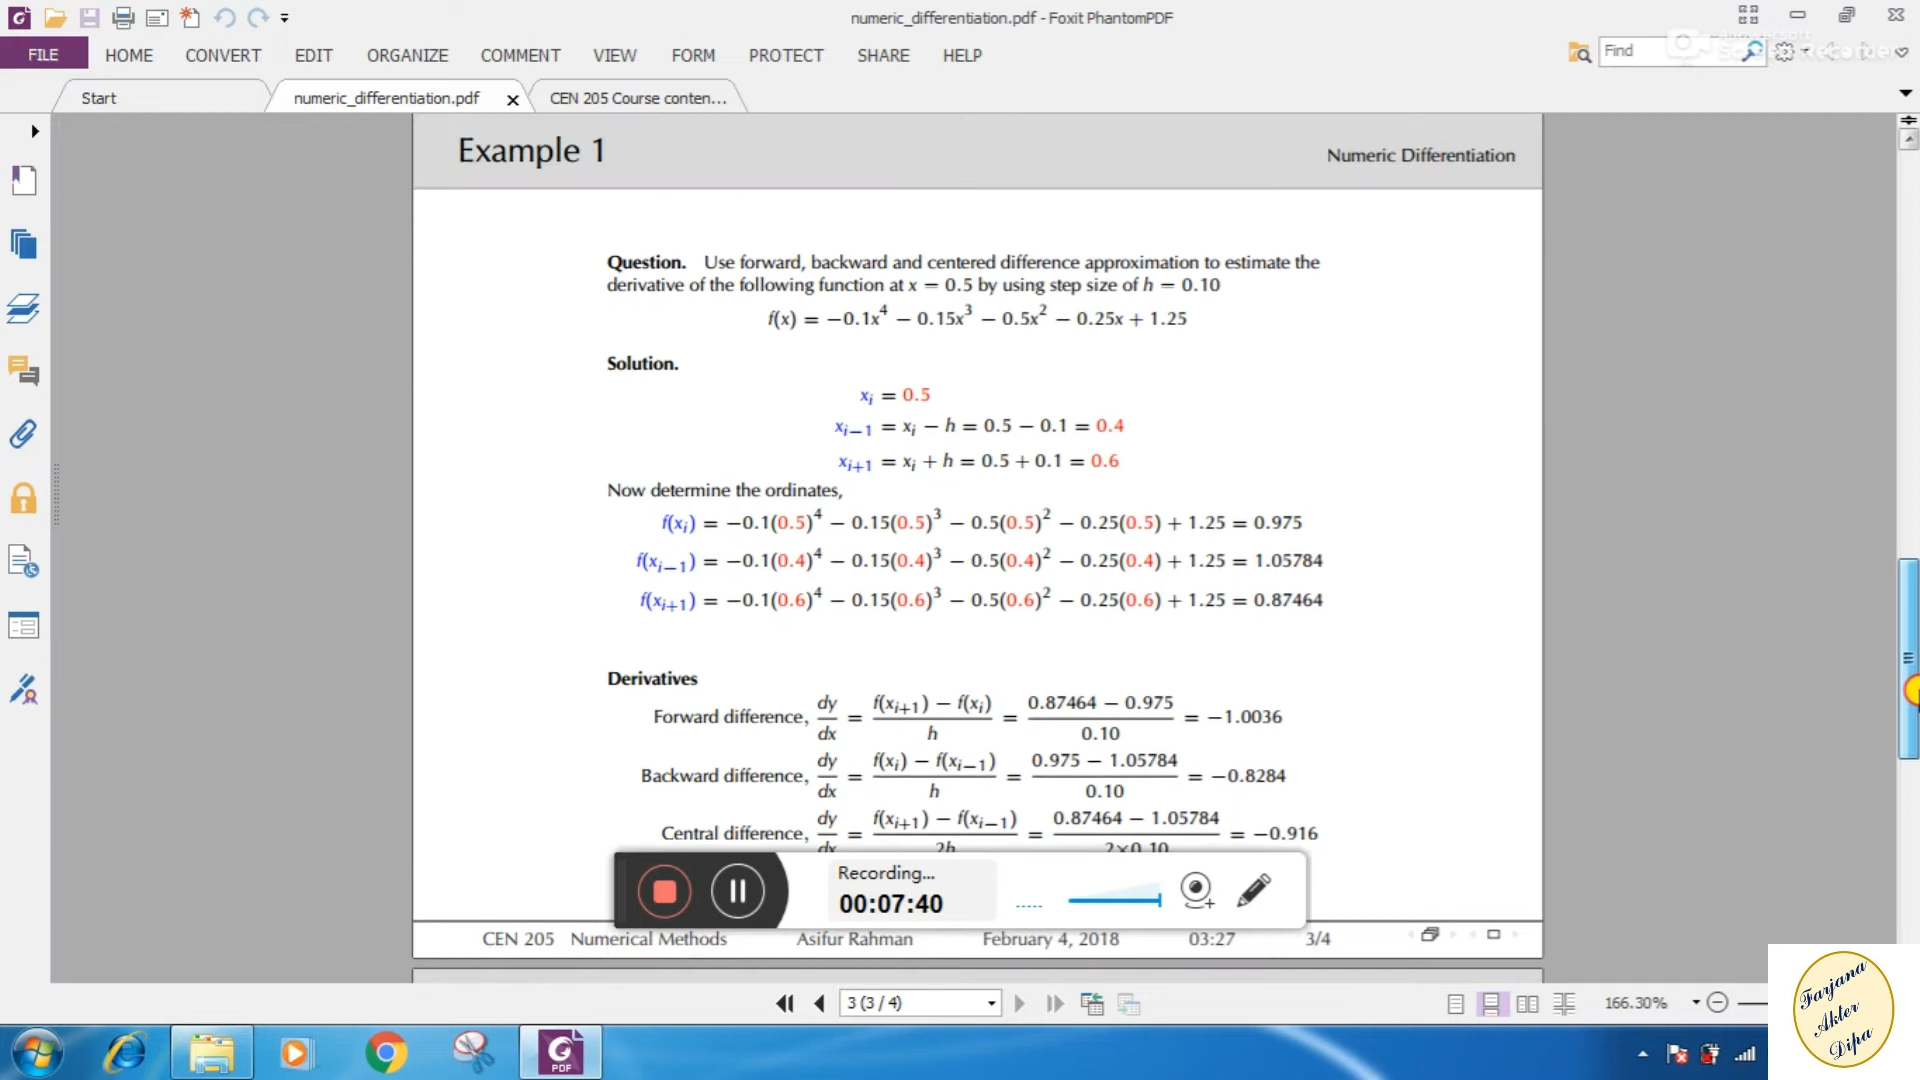 numeric_differentiation.pdf - Foxit PhantomPDF
FILE HOME CONVERT EDIT ORGANIZE COMMENT VIEW FORM PROTECT SHARE HELP
Find
Start numeric_differentiation.pdf CEN 205 Course conten...
Example 1
Numeric Differentiation
Question. Use forward, backward and centered difference approximation to estimate the
derivative of the following function at x = 0.5 by using step size of h = 0.10
f(x) = −0.1x⁴ − 0.15x³ − 0.5x² − 0.25x + 1.25
Solution.
xᵢ = 0.5
xᵢ₋₁ = xᵢ − h = 0.5 − 0.1 = 0.4
xᵢ₊₁ = xᵢ + h = 0.5 + 0.1 = 0.6
Now determine the ordinates,
f(xᵢ) = −0.1(0.5)⁴ − 0.15(0.5)³ − 0.5(0.5)² − 0.25(0.5) + 1.25 = 0.975
f(xᵢ₋₁) = −0.1(0.4)⁴ − 0.15(0.4)³ − 0.5(0.4)² − 0.25(0.4) + 1.25 = 1.05784
f(xᵢ₊₁) = −0.1(0.6)⁴ − 0.15(0.6)³ − 0.5(0.6)² − 0.25(0.6) + 1.25 = 0.87464
Derivatives
Forward difference, dy/dx = (f(xᵢ₊₁) − f(xᵢ))/h = (0.87464 − 0.975)/0.10 = −1.0036
Backward difference, dy/dx = (f(xᵢ) − f(xᵢ₋₁))/h = (0.975 − 1.05784)/0.10 = −0.8284
Central difference, dy/dx = (f(xᵢ₊₁) − f(xᵢ₋₁))/2h = (0.87464 − 1.05784)/2×0.10 = −0.916
Recording...
00:07:40
CEN 205 Numerical Methods Asifur Rahman February 4, 2018 03:27 3/4
3 (3 / 4)
166.30%
Farjana
Akter
Dipa
PDF